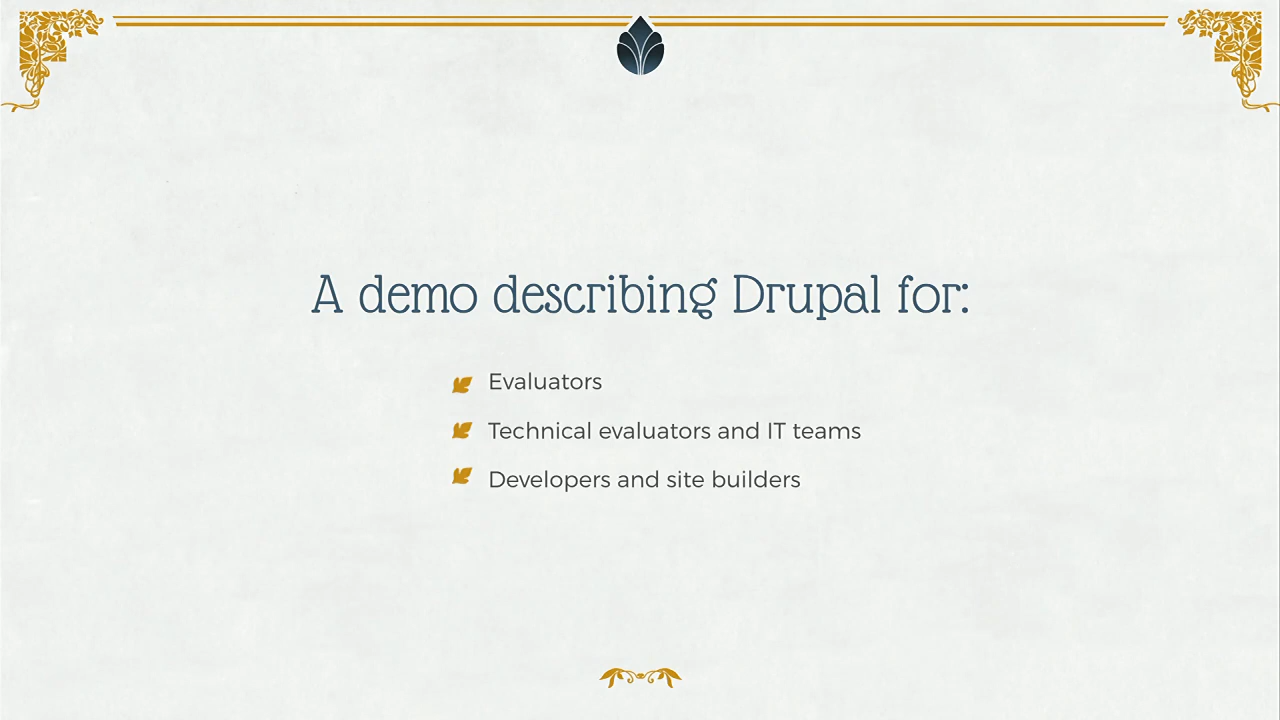 A demo describing Drupal for:
Evaluators
Technical evaluators and IT teams
Developers and site builders